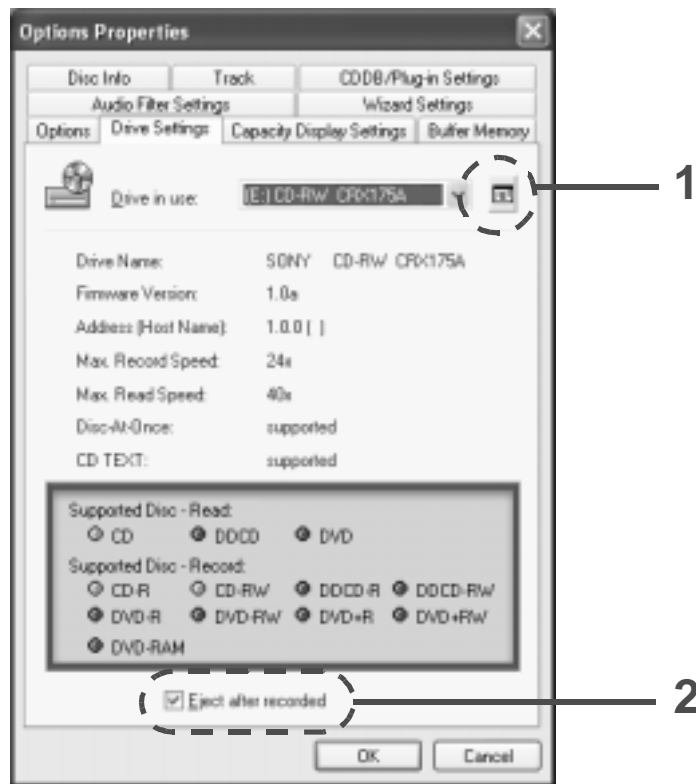 Options Properties
Disc Info Track CDDB/Plug-in Settings
Audio Filter Settings Wizard Settings
Options Drive Settings Capacity Display Settings Buffer Memory
1
Drive in use: (E:) CD-RW CRX175A
Drive Name: SONY CD-RW CRX175A
Firmware Version: 1.0a
Address (Host Name): 1.0.0 [ ]
Max. Record Speed: 24x
Max. Read Speed: 40x
Disc-At-Once: supported
CD TEXT: supported
Supported Disc - Read:
CD DDCD DVD
Supported Disc - Record:
CD-R CD-RW DDCD-R DDCD-RW
DVD-R DVD-RW DVD+R DVD+RW
DVD-RAM
Eject after recorded
2
OK Cancel